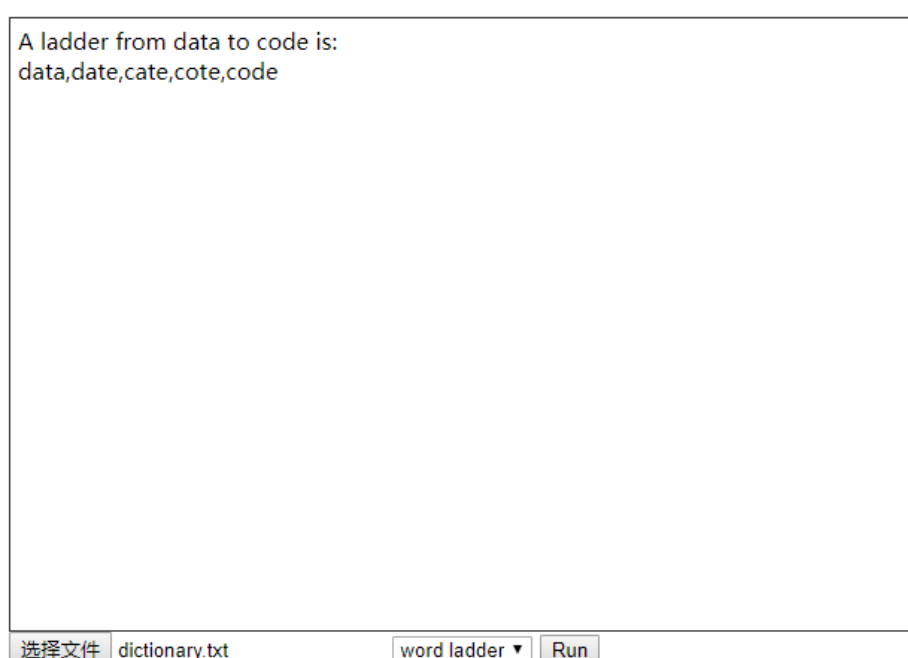 A ladder from data to code is:
data,date,cate,cote,code
选择文件 dictionary.txt word ladder ▼ Run